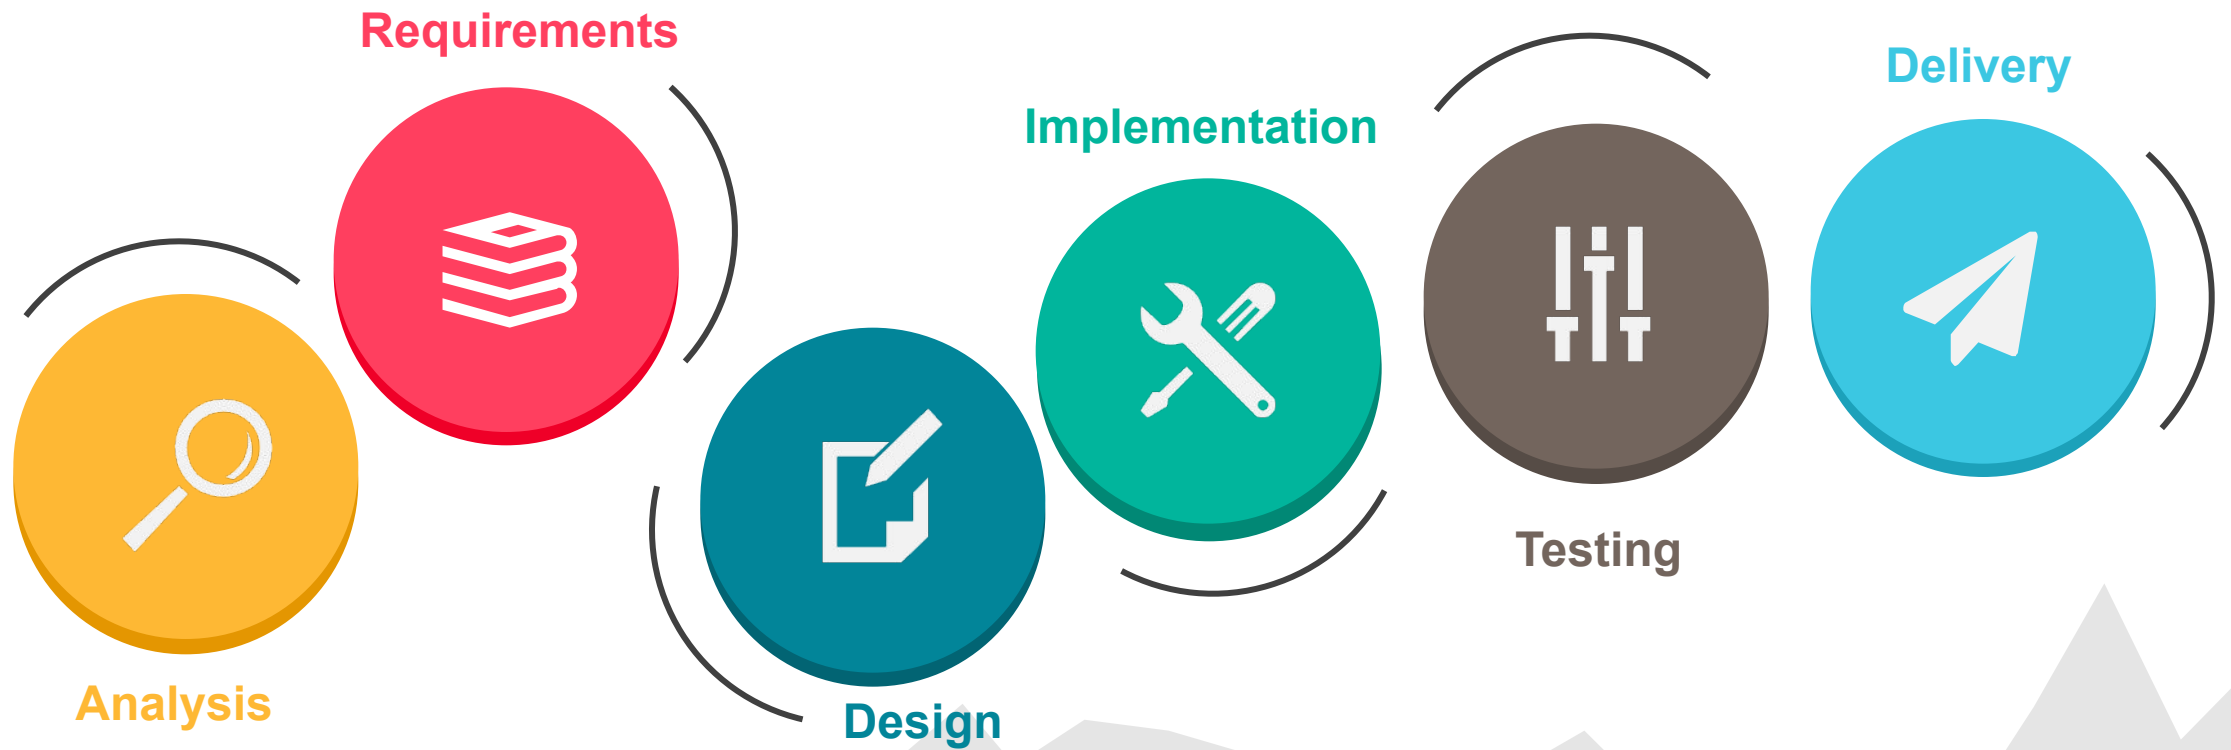 Analysis
Requirements
Design
Implementation
Testing
Delivery